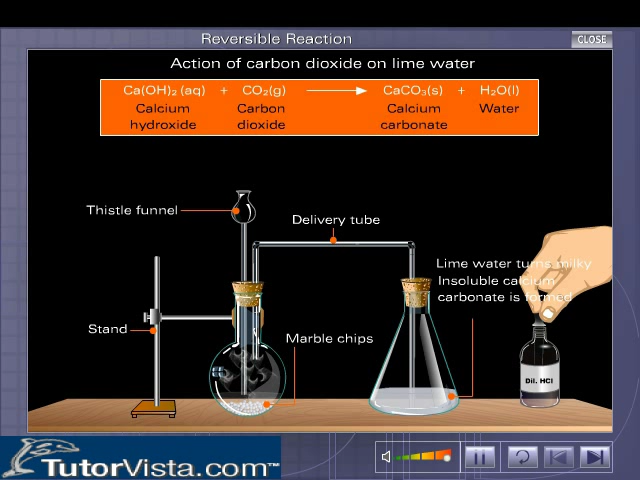 Reversible Reaction
CLOSE
Action of carbon dioxide on lime water
Ca(OH)₂ (aq) + CO₂(g) ⟶ CaCO₃(s) + H₂O(l)
Calcium Carbon Calcium Water
hydroxide dioxide carbonate
Thistle funnel
Delivery tube
Lime water turns milky
Insoluble calcium
carbonate is formed
Stand
Marble chips
Dil. HCl
TutorVista.com™